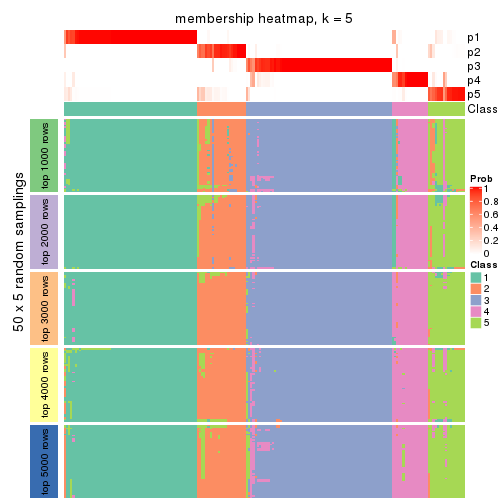 membership heatmap, k = 5
p1
p2
p3
p4
p5
Class
50 x 5 random samplings
top 1000 rows
top 2000 rows
top 3000 rows
top 4000 rows
top 5000 rows
Prob
1
0.8
0.6
0.4
0.2
0
Class
1
2
3
4
5